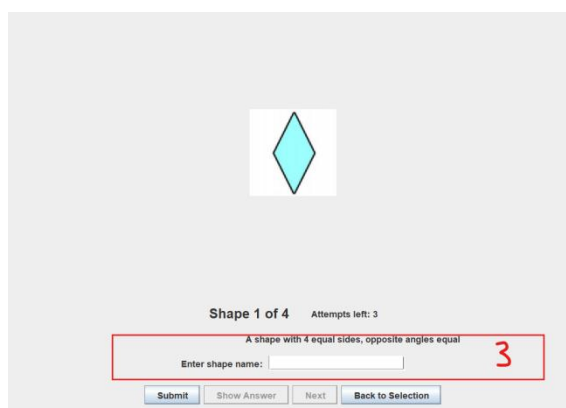 Shape 1 of 4 Attempts left: 3
A shape with 4 equal sides, opposite angles equal
3
Enter shape name:
Submit Show Answer Next Back to Selection